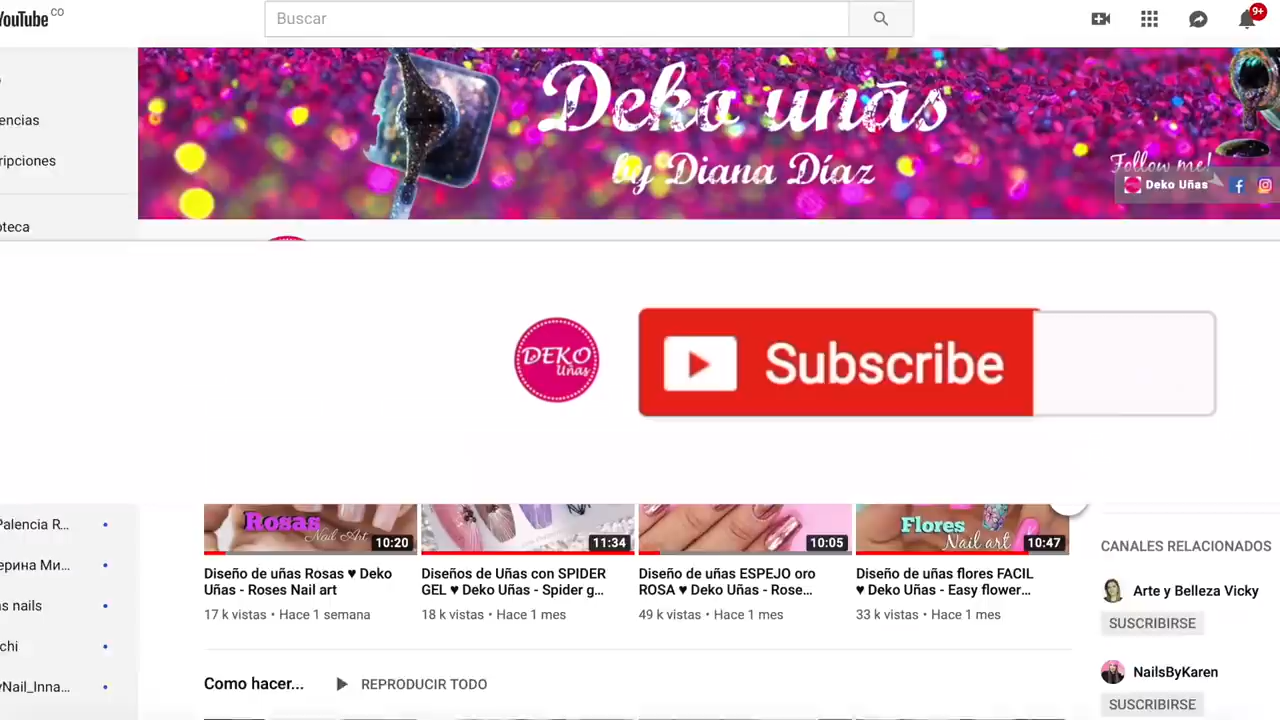 YouTube CO
Buscar
9+
Deko uñas
by Diana Díaz
Follow me!
Deko Uñas
encias
ripciones
oteca
DEKO
Uñas
Subscribe
Rosas
Nail Art
10:20
11:34
10:05
Flores
Nail art
10:47
Diseño de uñas Rosas ♥ Deko
Uñas - Roses Nail art
17 k vistas • Hace 1 semana
Diseños de Uñas con SPIDER
GEL ♥ Deko Uñas - Spider g...
18 k vistas • Hace 1 mes
Diseño de uñas ESPEJO oro
ROSA ♥ Deko Uñas - Rose...
49 k vistas • Hace 1 mes
Diseño de uñas flores FACIL
♥ Deko Uñas - Easy flower...
33 k vistas • Hace 1 mes
Palencia R...
ерина Ми...
s nails
chi
yNail_Inna...
CANALES RELACIONADOS
Arte y Belleza Vicky
SUSCRIBIRSE
NailsByKaren
SUSCRIBIRSE
Como hacer...
REPRODUCIR TODO